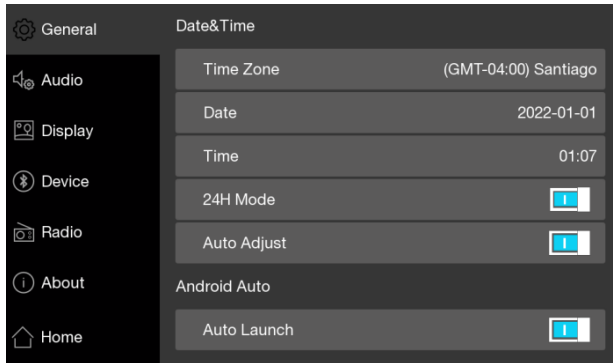 General
Audio
Display
Device
Radio
About
Home
Date&Time
Time Zone (GMT-04:00) Santiago
Date 2022-01-01
Time 01:07
24H Mode
Auto Adjust
Android Auto
Auto Launch